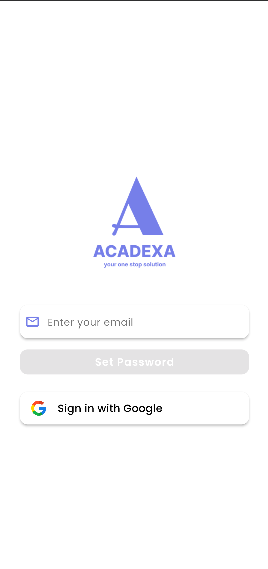 ACADEXA
your one stop solution
Enter your email
Set Password
Sign in with Google